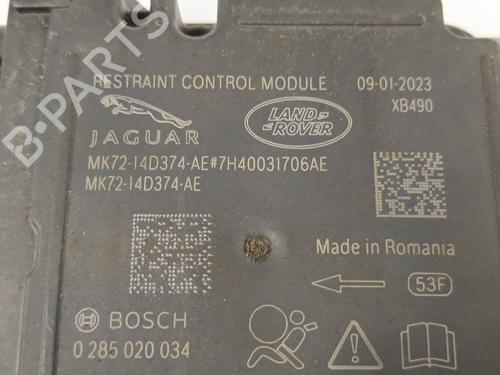 RESTRAINT CONTROL MODULE 09-01-2023
XB490
JAGUAR
LAND ROVER
MK72-14D374-AE#7H40031706AE
MK72-14D374-AE
Made in Romania
53F
BOSCH
0 285 020 034